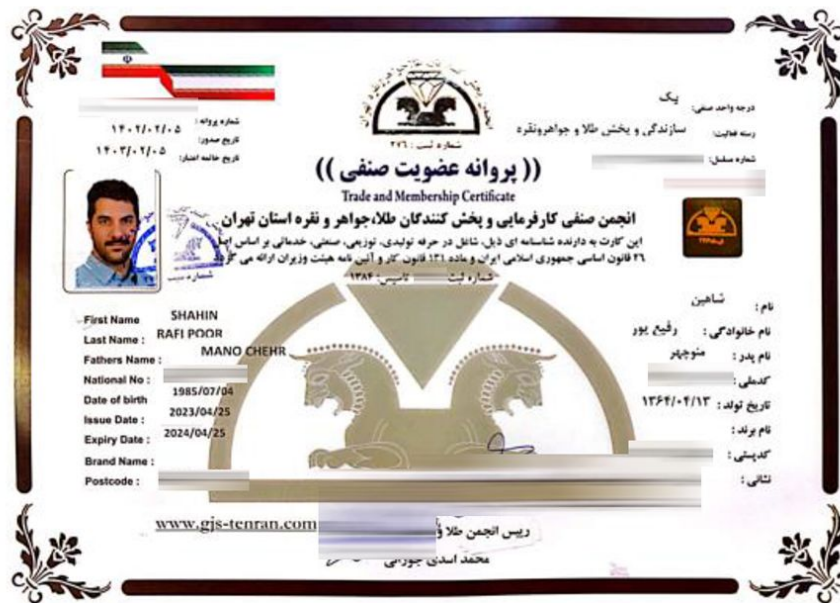 انجمن صنفی کارفرمایی و پخش کنندگان طلا،جواهر و نقره استان تهران
شماره ثبت : ۲۷۶
شماره پروانه :
تاریخ صدور: ۱۴۰۲/۰۲/۰۵
تاریخ خاتمه اعتبار: ۱۴۰۳/۰۲/۰۵
درجه واحد صنفی: یک
رسته فعالیت: سازندگی و پخش طلا و جواهرونقره
شماره مسلسل:
(( پروانه عضویت صنفی ))
Trade and Membership Certificate
این کارت به دارنده شناسنامه ای ذیل، شاغل در حرفه تولیدی، توزیعی، صنعتی، خدماتی بر اساس
۲۶ قانون اساسی جمهوری اسلامی ایران و ماده ۱۳۱ قانون کار و آئین نامه هیئت وزیران ارائه می
شماره ثبت تاسیس: ۱۳۸۴
First Name SHAHIN
Last Name : RAFI POOR
Fathers Name : MANO CHEHR
National No :
Date of birth 1985/07/04
Issue Date : 2023/04/25
Expiry Date : 2024/04/25
Brand Name :
Postcode :
نام : شاهین
نام خانوادگی : رفیع پور
نام پدر : منوچهر
کدملی :
تاریخ تولد : ۱۳۶۴/۰۴/۱۳
نام برند :
کدپستی :
نشانی :
www.gjs-tenran.com
رییس انجمن طلا و
محمد اسدی جوزانی